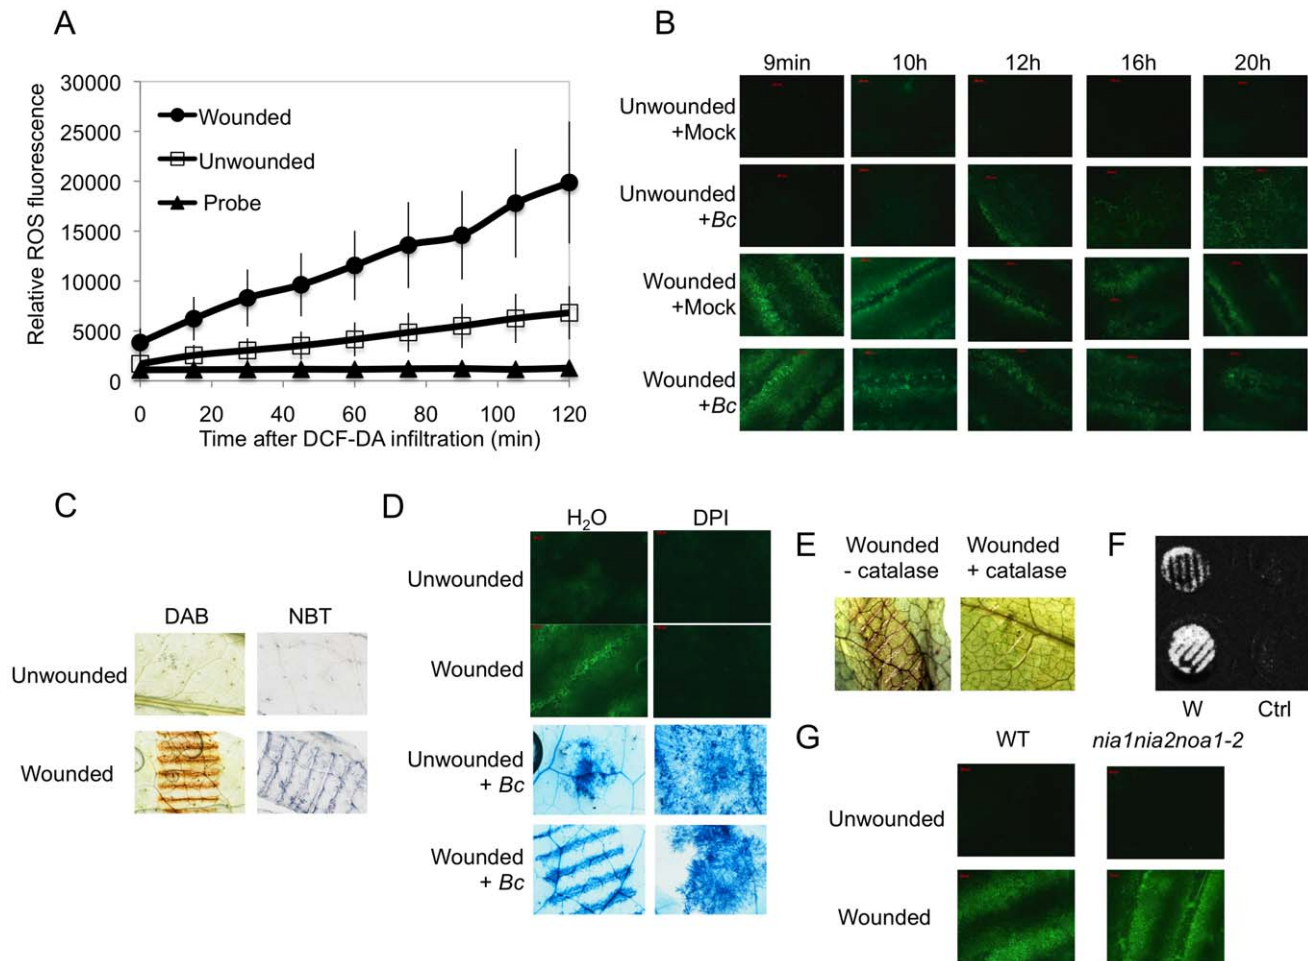 A
Relative ROS fluorescence
30000
25000
20000
15000
10000
5000
0
Wounded
Unwounded
Probe
0 20 40 60 80 100 120
Time after DCF-DA infiltration (min)
B
9min 10h 12h 16h 20h
Unwounded
+Mock
Unwounded
+Bc
Wounded
+Mock
Wounded
+Bc
C
DAB NBT
Unwounded
Wounded
D
H₂O DPI
Unwounded
Wounded
Unwounded
+ Bc
Wounded
+ Bc
E
Wounded
- catalase
Wounded
+ catalase
F
W Ctrl
G
WT nia1nia2noa1-2
Unwounded
Wounded